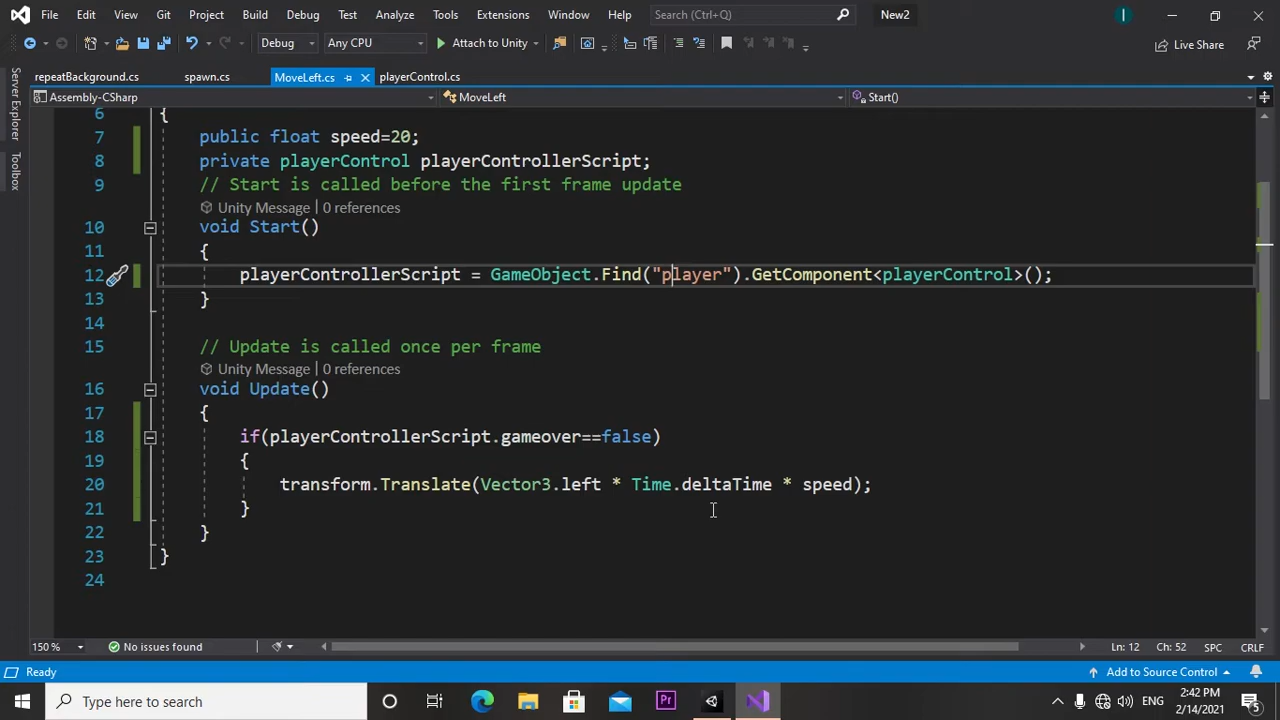 File Edit View Git Project Build Debug Test Analyze Tools Extensions Window Help Search (Ctrl+Q) New2 I
Debug Any CPU Attach to Unity Live Share
repeatBackground.cs spawn.cs MoveLeft.cs playerControl.cs
Assembly-CSharp MoveLeft Start()
Server Explorer
Toolbox
6 {
7 public float speed=20;
8 private playerControl playerControllerScript;
9 // Start is called before the first frame update
Unity Message | 0 references
10 void Start()
11 {
12 playerControllerScript = GameObject.Find("player").GetComponent<playerControl>();
13 }
14
15 // Update is called once per frame
Unity Message | 0 references
16 void Update()
17 {
18 if(playerControllerScript.gameover==false)
19 {
20 transform.Translate(Vector3.left * Time.deltaTime * speed);
21 }
22 }
23 }
24
150 % No issues found Ln: 12 Ch: 52 SPC CRLF
Ready Add to Source Control
Type here to search Pr ENG 2:42 PM
2/14/2021 5